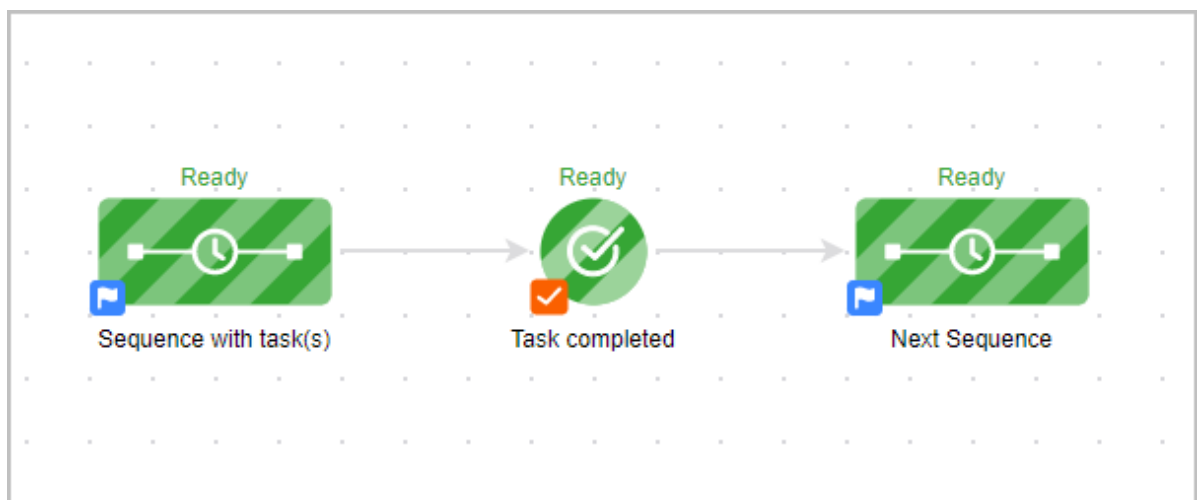 Ready
Ready
Ready
Sequence with task(s)
Task completed
Next Sequence